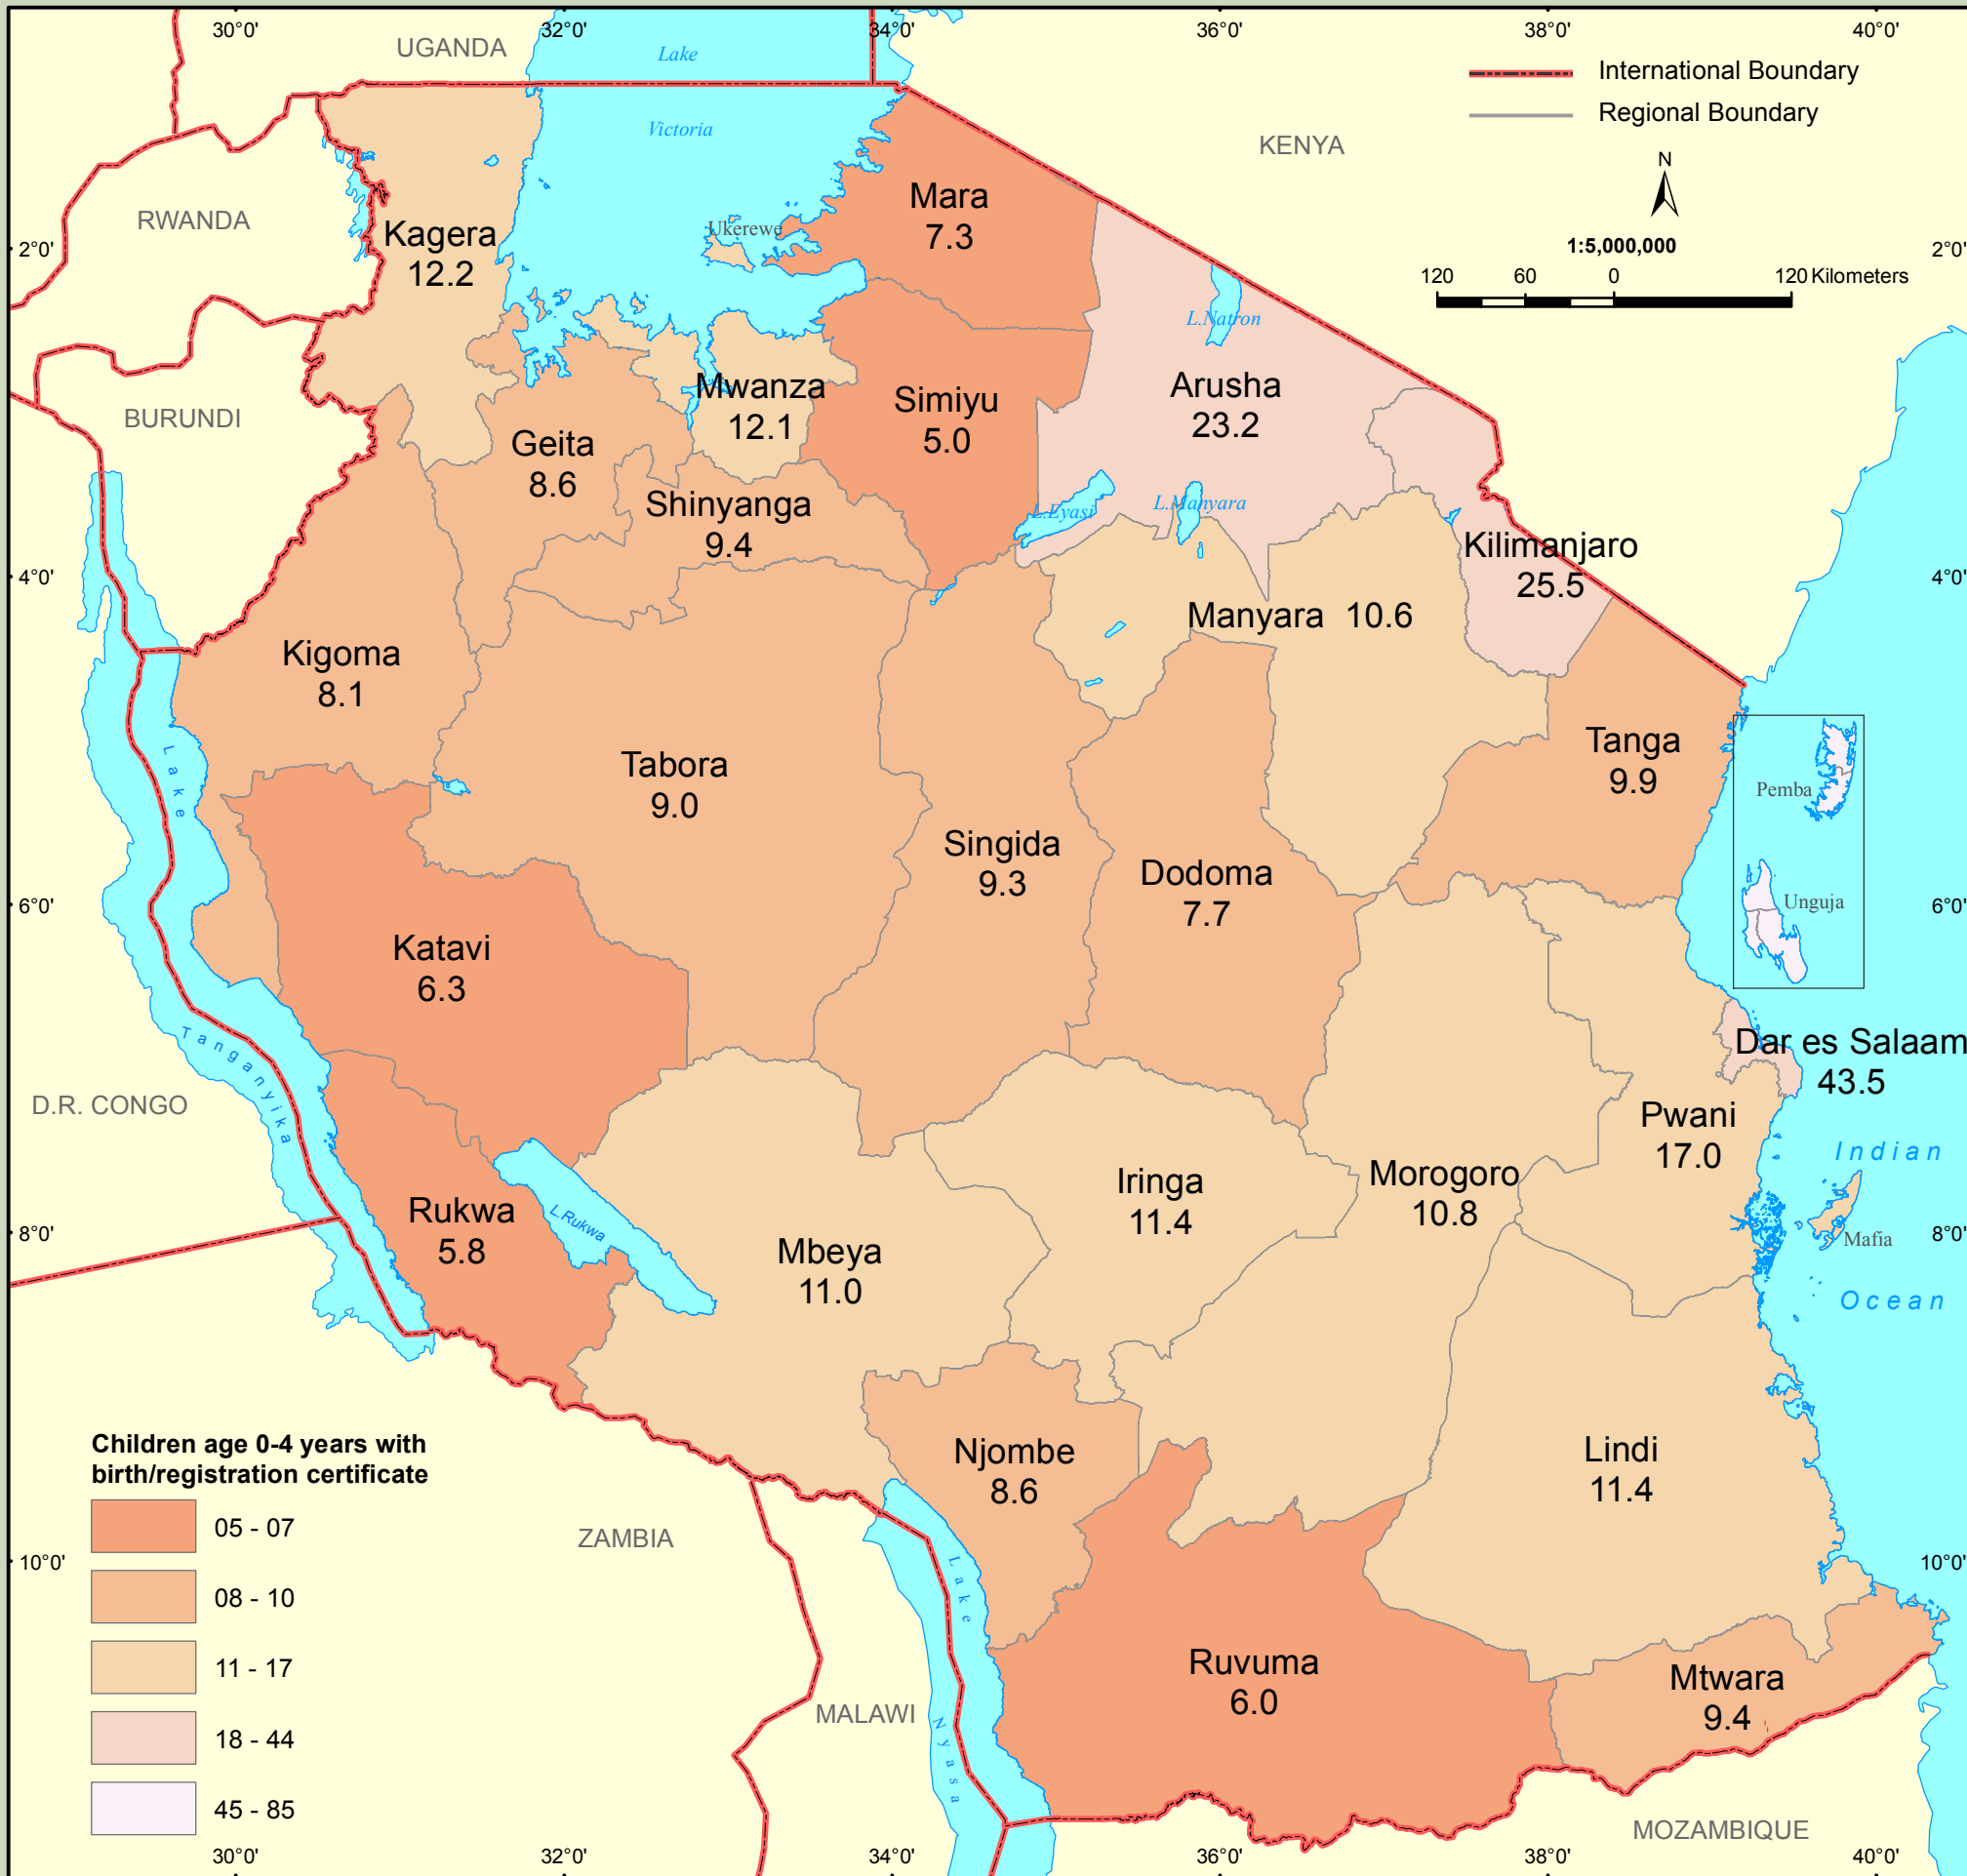 30°0'
32°0'
34°0'
36°0'
38°0'
40°0'
UGANDA
Lake
Victoria
KENYA
International Boundary
Regional Boundary
N
1:5,000,000
120
60
0
120 Kilometers
RWANDA
BURUNDI
2°0'
2°0'
Kagera
12.2
Ukerewe
Mara
7.3
L.Natron
Mwanza
12.1
Simiyu
5.0
Arusha
23.2
Geita
8.6
Shinyanga
9.4
L.Eyasi
L.Manyara
Kilimanjaro
25.5
4°0'
4°0'
Manyara 10.6
Kigoma
8.1
Tabora
9.0
Tanga
9.9
Pemba
Singida
9.3
Dodoma
7.7
Unguja
6°0'
6°0'
Katavi
6.3
Lake
Tanganyika
D.R. CONGO
Dar es Salaam
43.5
Pwani
17.0
Indian
Ocean
Mafia
Iringa
11.4
Morogoro
10.8
Rukwa
5.8
L.Rukwa
8°0'
8°0'
Mbeya
11.0
Njombe
8.6
Lindi
11.4
Children age 0-4 years with
birth/registration certificate
05 - 07
08 - 10
11 - 17
18 - 44
45 - 85
ZAMBIA
10°0'
10°0'
Lake
Nyasa
MALAWI
Ruvuma
6.0
Mtwara
9.4
MOZAMBIQUE
30°0'
32°0'
34°0'
36°0'
38°0'
40°0'